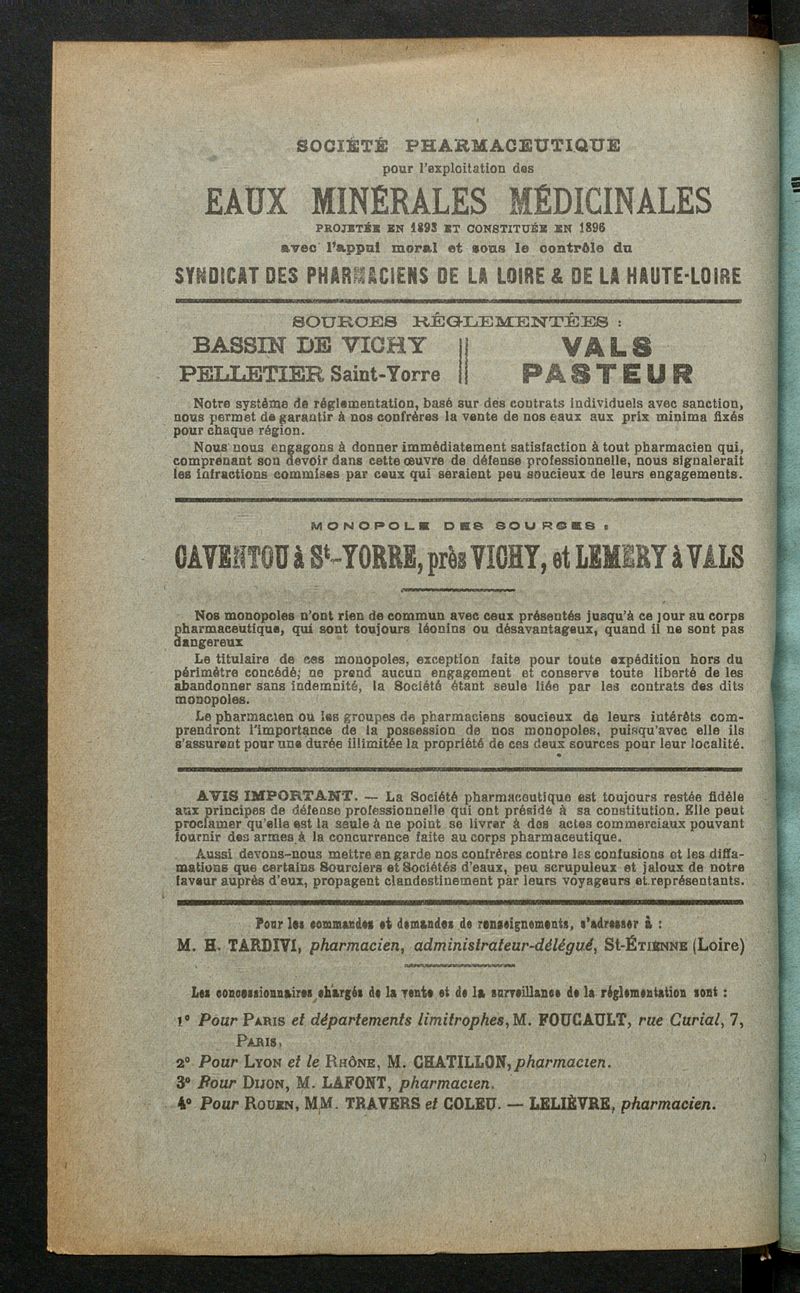 SOCIÉTÉ PHARMACEUTIQUE
pour l'exploitation des
EAUX MINÉRALES MÉDICINALES
PROJETÉE EN 1893 ET CONSTITUÉE EN 1896
avec l'appui moral et sous le contrôle du
SYNDICAT DES PHARMACIENS DE LA LOIRE & DE LA HAUTE-LOIRE
SOURCES RÉGLEMENTÉES :
BASSIN DE VICHY || VALS
PELLETIER Saint-Yorre || PASTEUR
Notre système de réglementation, basé sur des contrats individuels avec sanction,
nous permet de garantir à nos confrères la vente de nos eaux aux prix minima fixés
pour chaque région.
Nous nous engagons à donner immédiatement satisfaction à tout pharmacien qui,
comprenant son devoir dans cette œuvre de défense professionnelle, nous signalerait
les infractions commises par ceux qui seraient peu soucieux de leurs engagements.
MONOPOLE DES SOURCES :
CAVENTOU à St-YORRE, près VICHY, et LEMERY à VALS
Nos monopoles n'ont rien de commun avec ceux présentés jusqu'à ce jour au corps
pharmaceutique, qui sont toujours léonins ou désavantageux, quand il ne sont pas
dangereux
Le titulaire de ces monopoles, exception faite pour toute expédition hors du
périmètre concédé; ne prend aucun engagement et conserve toute liberté de les
abandonner sans indemnité, la Société étant seule liée par les contrats des dits
monopoles.
Le pharmacien ou les groupes de pharmaciens soucieux de leurs intérêts com-
prendront l'importance de la possession de nos monopoles, puisqu'avec elle ils
s'assurent pour une durée illimitée la propriété de ces deux sources pour leur localité.
AVIS IMPORTANT. — La Société pharmaceutique est toujours restée fidèle
aux principes de défense professionnelle qui ont présidé à sa constitution. Elle peut
proclamer qu'elle est la seule à ne point se livrer à des actes commerciaux pouvant
fournir des armes à la concurrence faite au corps pharmaceutique.
Aussi devons-nous mettre en garde nos confrères contre les confusions et les diffa-
mations que certains Sourciers et Sociétés d'eaux, peu scrupuleux et jaloux de notre
faveur auprès d'eux, propagent clandestinement par leurs voyageurs et représentants.
Pour les commandes et demandes de renseignements, s'adresser à :
M. H. TARDIVI, pharmacien, administrateur-délégué, St-ÉTIENNE (Loire)
Les concessionnaires chargés de la vente et de la surveillance de la réglementation sont :
1º Pour PARIS et départements limitrophes, M. FOUCAULT, rue Curial, 7,
PARIS,
2º Pour LYON et le RHÔNE, M. CHATILLON, pharmacien.
3º Pour DIJON, M. LAFONT, pharmacien.
4º Pour ROUEN, MM. TRAVERS et COLEU. — LELIÈVRE, pharmacien.